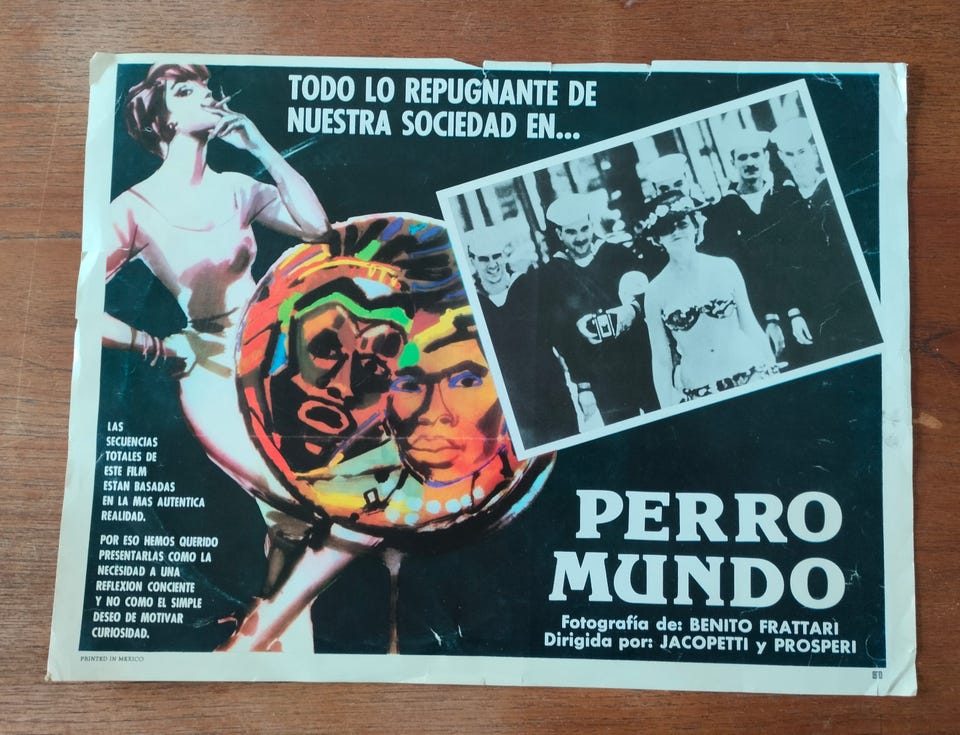 TODO LO REPUGNANTE DE
NUESTRA SOCIEDAD EN...
LAS
SECUENCIAS
TOTALES DE
ESTE FILM
ESTAN BASADAS
EN LA MAS AUTENTICA
REALIDAD.
POR ESO HEMOS QUERIDO
PRESENTARLAS COMO LA
NECESIDAD A UNA
REFLEXION CONCIENTE
Y NO COMO EL SIMPLE
DESEO DE MOTIVAR
CURIOSIDAD.
PERRO
MUNDO
Fotografía de: BENITO FRATTARI
Dirigida por: JACOPETTI y PROSPERI
PRINTED IN MEXICO